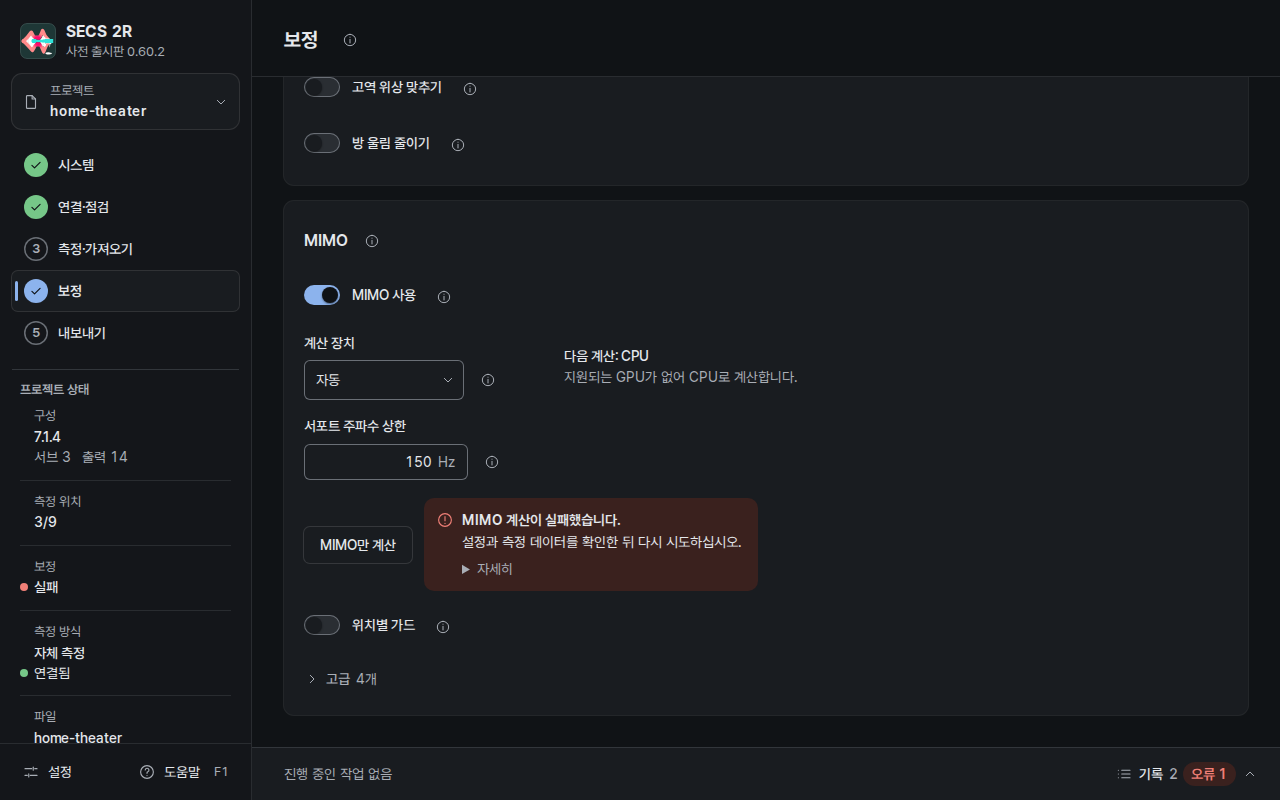 SECS 2R
사전 출시판 0.60.2
프로젝트
home-theater
시스템
연결·점검
3 측정·가져오기
보정
5 내보내기
프로젝트 상태
구성
7.1.4
서브 3 출력 14
측정 위치
3/9
보정
실패
측정 방식
자체 측정
연결됨
파일
home-theater
설정 도움말 F1
보정
고역 위상 맞추기
방 울림 줄이기
MIMO
MIMO 사용
계산 장치
자동
다음 계산: CPU
지원되는 GPU가 없어 CPU로 계산합니다.
서포트 주파수 상한
150 Hz
MIMO만 계산
MIMO 계산이 실패했습니다.
설정과 측정 데이터를 확인한 뒤 다시 시도하십시오.
자세히
위치별 가드
고급 4개
진행 중인 작업 없음
기록 2 오류 1